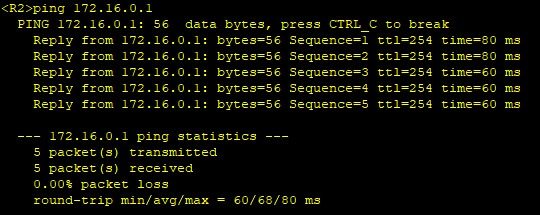 <R2>ping 172.16.0.1
PING 172.16.0.1: 56  data bytes, press CTRL_C to break
Reply from 172.16.0.1: bytes=56 Sequence=1 ttl=254 time=80 ms
Reply from 172.16.0.1: bytes=56 Sequence=2 ttl=254 time=80 ms
Reply from 172.16.0.1: bytes=56 Sequence=3 ttl=254 time=60 ms
Reply from 172.16.0.1: bytes=56 Sequence=4 ttl=254 time=60 ms
Reply from 172.16.0.1: bytes=56 Sequence=5 ttl=254 time=60 ms
--- 172.16.0.1 ping statistics ---
5 packet(s) transmitted
5 packet(s) received
0.00% packet loss
round-trip min/avg/max = 60/68/80 ms